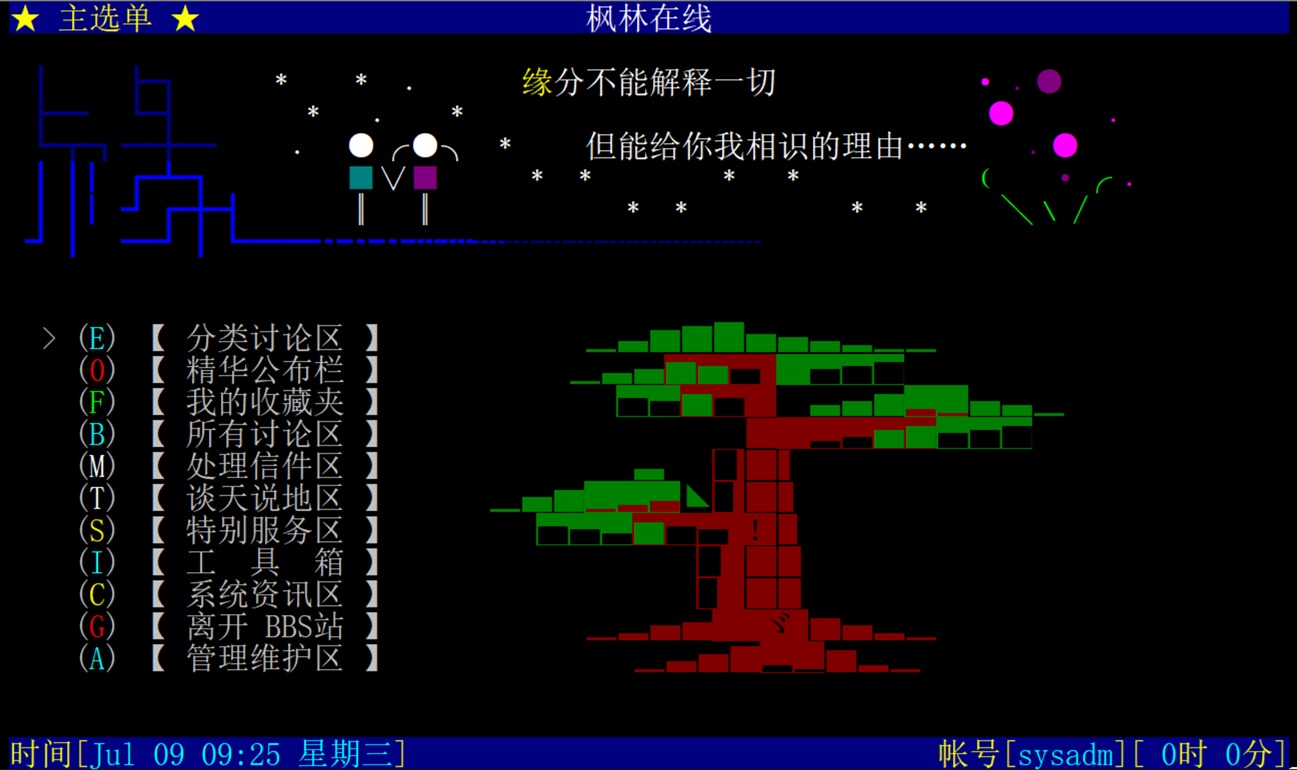 ★ 主选单 ★ 枫林在线
缘分不能解释一切
但能给你我相识的理由……
> (E) 【 分类讨论区 】
(0) 【 精华公布栏 】
(F) 【 我的收藏夹 】
(B) 【 所有讨论区 】
(M) 【 处理信件区 】
(T) 【 谈天说地区 】
(S) 【 特别服务区 】
(I) 【 工 具 箱 】
(C) 【 系统资讯区 】
(G) 【 离开 BBS站 】
(A) 【 管理维护区 】
时间[Jul 09 09:25 星期三] 帐号[sysadm][ 0时 0分]